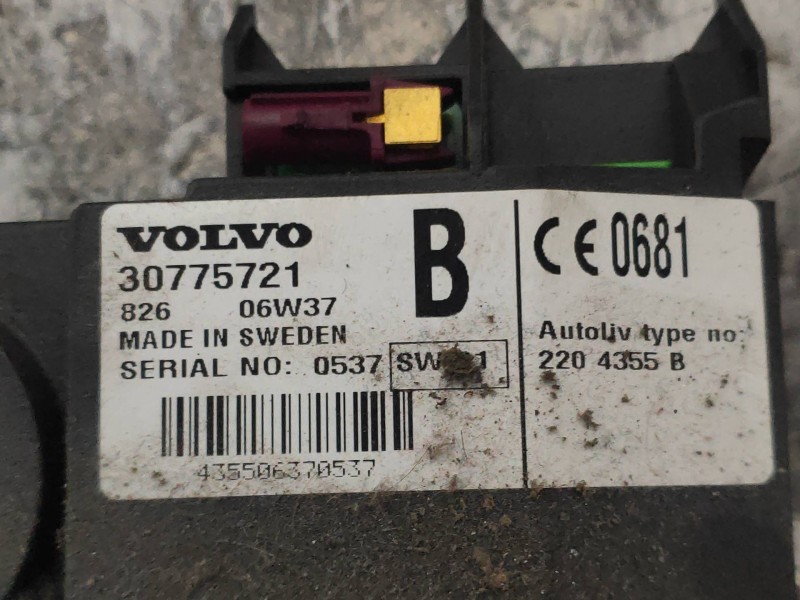 VOLVO
30775721
826 06W37
MADE IN SWEDEN
SERIAL NO: 0537
435506370537
B
CE 0681
Autoliv type no:
220 4355 B